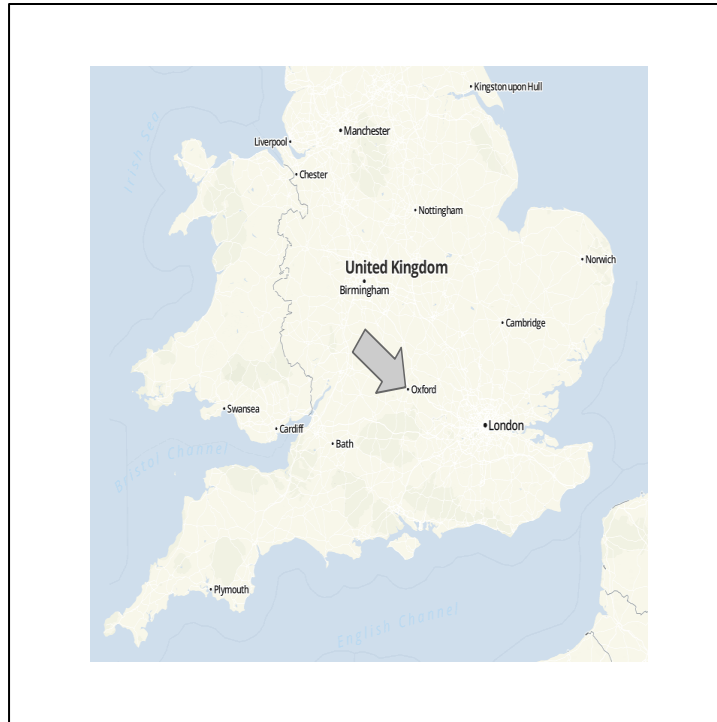 Kingston upon Hull
Irish Sea
Manchester
Liverpool
Chester
Nottingham
United Kingdom
Norwich
Birmingham
Cambridge
Oxford
Swansea
London
Cardiff
Bath
Bristol Channel
Plymouth
English Channel